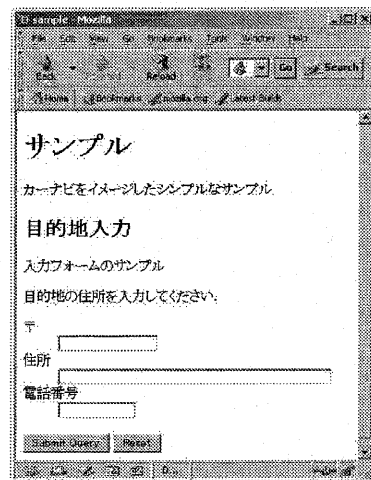 sample - Mozilla
File Edit View Go Bookmarks Tools Window Help
Back Reload Go Search
Home Bookmarks mozilla.org Latest Builds
サンプル
カーナビをイメージしたシンプルなサンプル
目的地入力
入力フォームのサンプル
目的地の住所を入力してください。
〒
住所
電話番号
Submit Query Reset